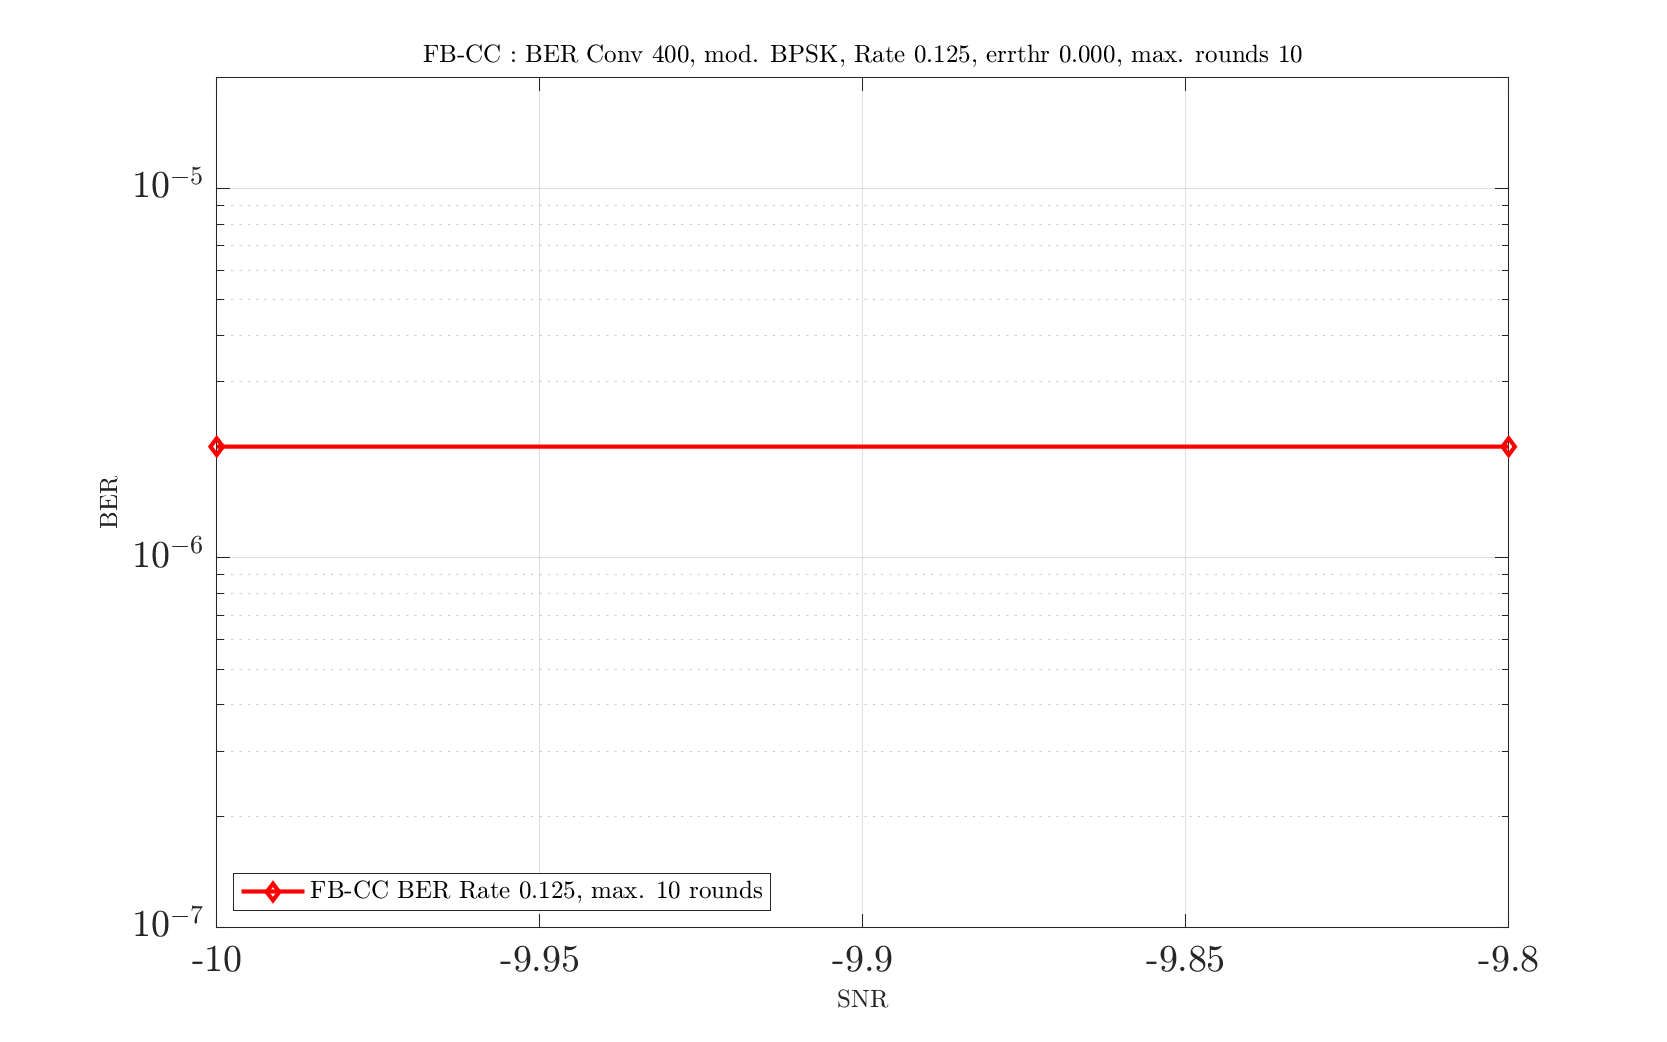 FB-CC : BER Conv 400, mod. BPSK, Rate 0.125, errthr 0.000, max. rounds 10
10^{-5}
BER
10^{-6}
FB-CC BER Rate 0.125, max. 10 rounds
10^{-7}
-10 -9.95 -9.9 -9.85 -9.8
SNR